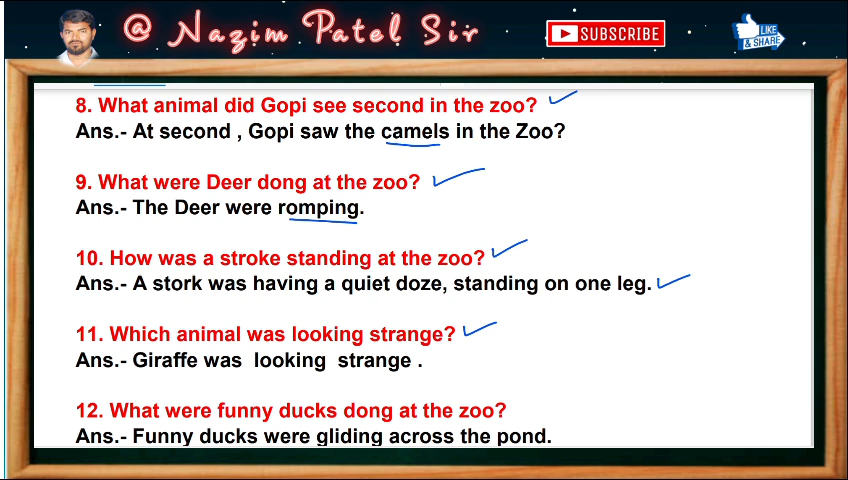 @ Nazim Patel Sir
SUBSCRIBE
LIKE
& SHARE
8. What animal did Gopi see second in the zoo?
Ans.- At second , Gopi saw the camels in the Zoo?
9. What were Deer dong at the zoo?
Ans.- The Deer were romping.
10. How was a stroke standing at the zoo?
Ans.- A stork was having a quiet doze, standing on one leg.
11. Which animal was looking strange?
Ans.- Giraffe was looking strange .
12. What were funny ducks dong at the zoo?
Ans.- Funny ducks were gliding across the pond.